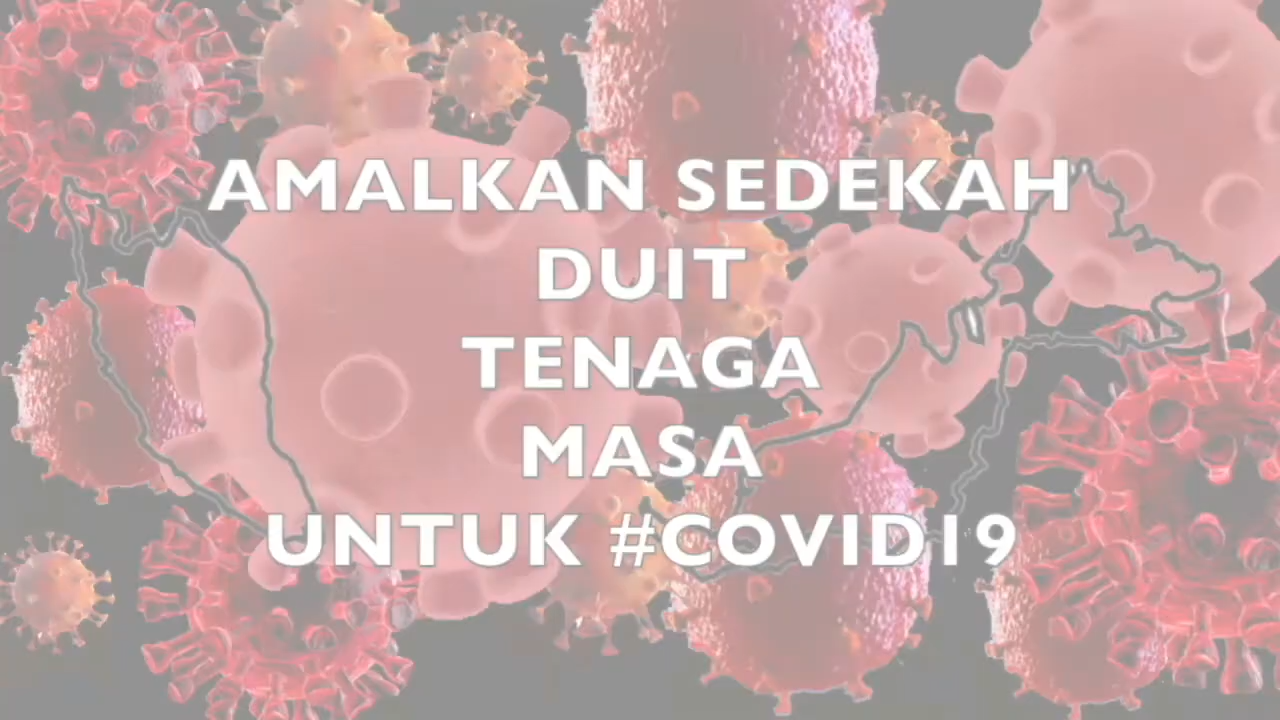 AMALKAN SEDEKAH
DUIT
TENAGA
MASA
UNTUK #COVID19